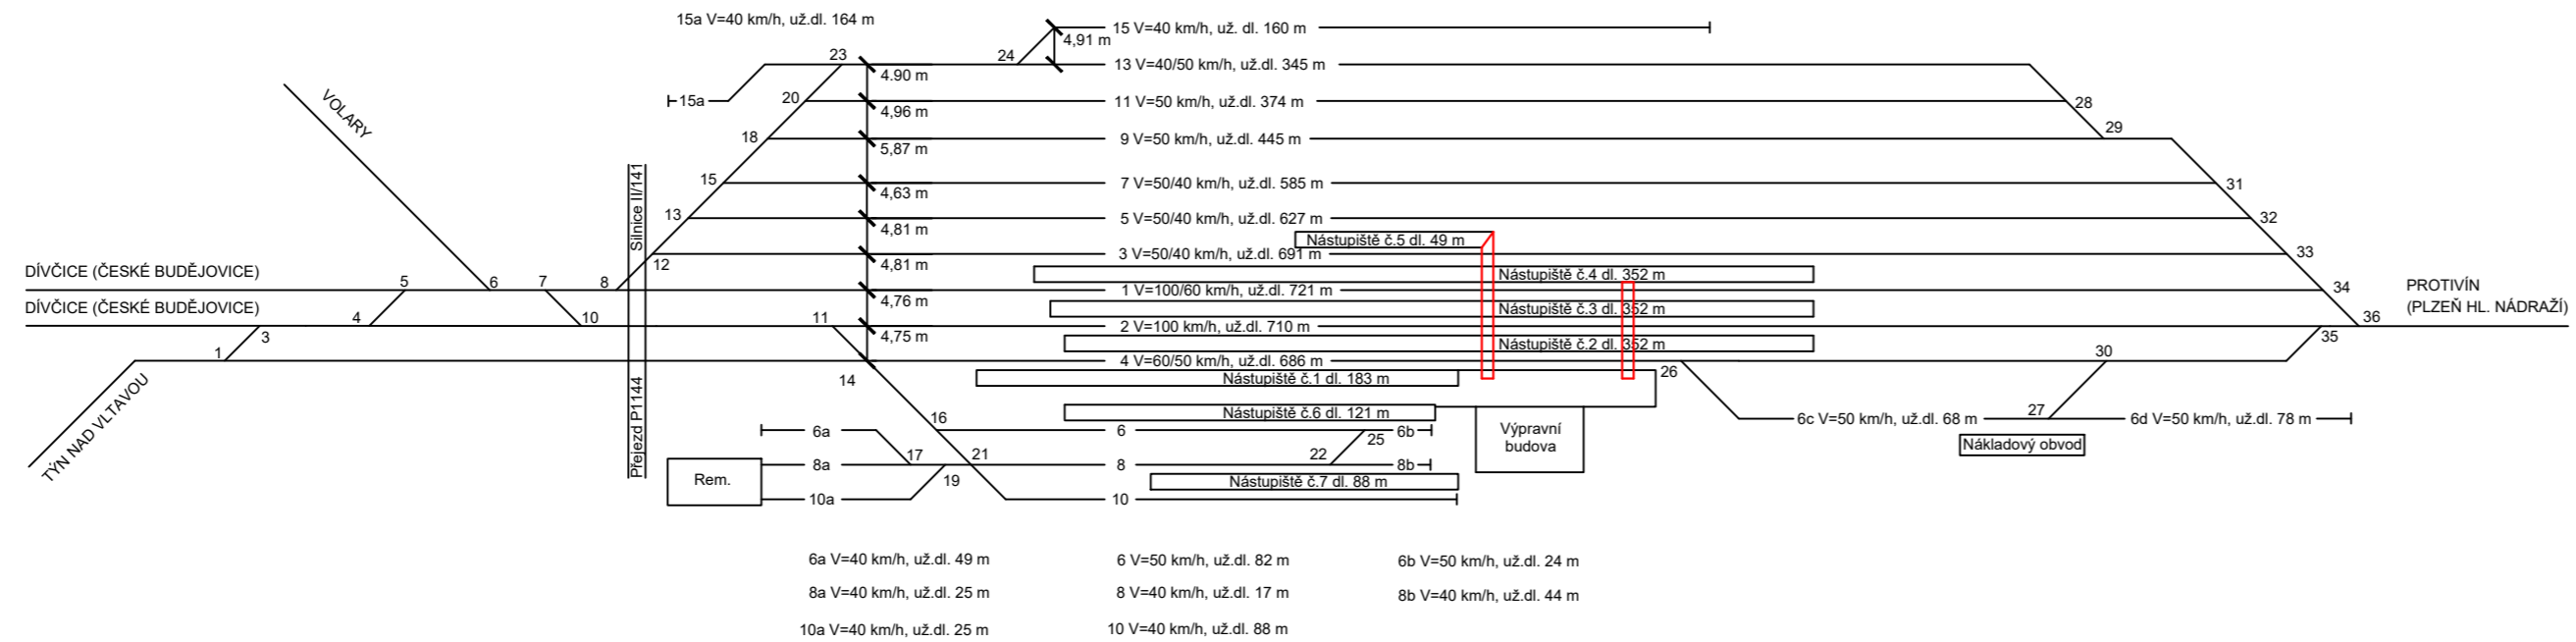 15a V=40 km/h, už.dl. 164 m
15 V=40 km/h, už. dl. 160 m
4,91 m
23
24
13 V=40/50 km/h, už.dl. 345 m
4.90 m
15a
20
11 V=50 km/h, už.dl. 374 m
28
4,96 m
VOLARY
18
9 V=50 km/h, už.dl. 445 m
29
5,87 m
Silnice II/141
15
7 V=50/40 km/h, už.dl. 585 m
31
4,63 m
13
5 V=50/40 km/h, už.dl. 627 m
32
4,81 m
Nástupiště č.5 dl. 49 m
12
3 V=50/40 km/h, už.dl. 691 m
33
4,81 m
DÍVČICE (ČESKÉ BUDĚJOVICE)
Nástupiště č.4 dl. 352 m
5
6
7
8
1 V=100/60 km/h, už.dl. 721 m
34
PROTIVÍN
(PLZEŇ HL. NÁDRAŽÍ)
4,76 m
DÍVČICE (ČESKÉ BUDĚJOVICE)
Nástupiště č.3 dl. 352 m
4
10
11
2 V=100 km/h, už.dl. 710 m
36
3
4,75 m
35
Nástupiště č.2 dl. 352 m
1
4 V=60/50 km/h, už.dl. 686 m
30
TÝN NAD VLTAVOU
Přejezd P1144
14
Nástupiště č.1 dl. 183 m
26
16
Nástupiště č.6 dl. 121 m
6c V=50 km/h, už.dl. 68 m
27
6d V=50 km/h, už.dl. 78 m
6a
6
6b
25
Výpravní
budova
Nákladový obvod
17
21
22
8a
8
8b
Rem.
19
Nástupiště č.7 dl. 88 m
10a
10
6a V=40 km/h, už.dl. 49 m
6 V=50 km/h, už.dl. 82 m
6b V=50 km/h, už.dl. 24 m
8a V=40 km/h, už.dl. 25 m
8 V=40 km/h, už.dl. 17 m
8b V=40 km/h, už.dl. 44 m
10a V=40 km/h, už.dl. 25 m
10 V=40 km/h, už.dl. 88 m